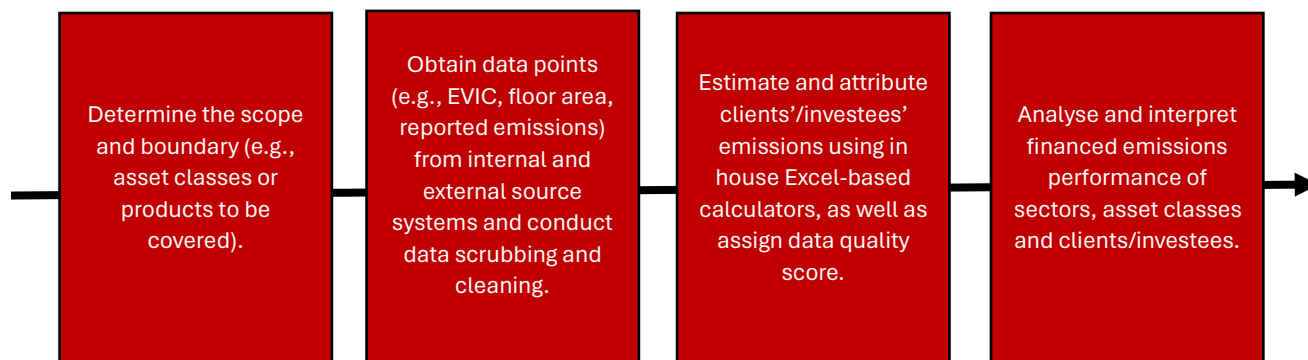 Determine the scope
and boundary (e.g.,
asset classes or
products to be
covered).
Obtain data points
(e.g., EVIC, floor area,
reported emissions)
from internal and
external source
systems and conduct
data scrubbing and
cleaning.
Estimate and attribute
clients’/investees’
emissions using in
house Excel-based
calculators, as well as
assign data quality
score.
Analyse and interpret
financed emissions
performance of
sectors, asset classes
and clients/investees.